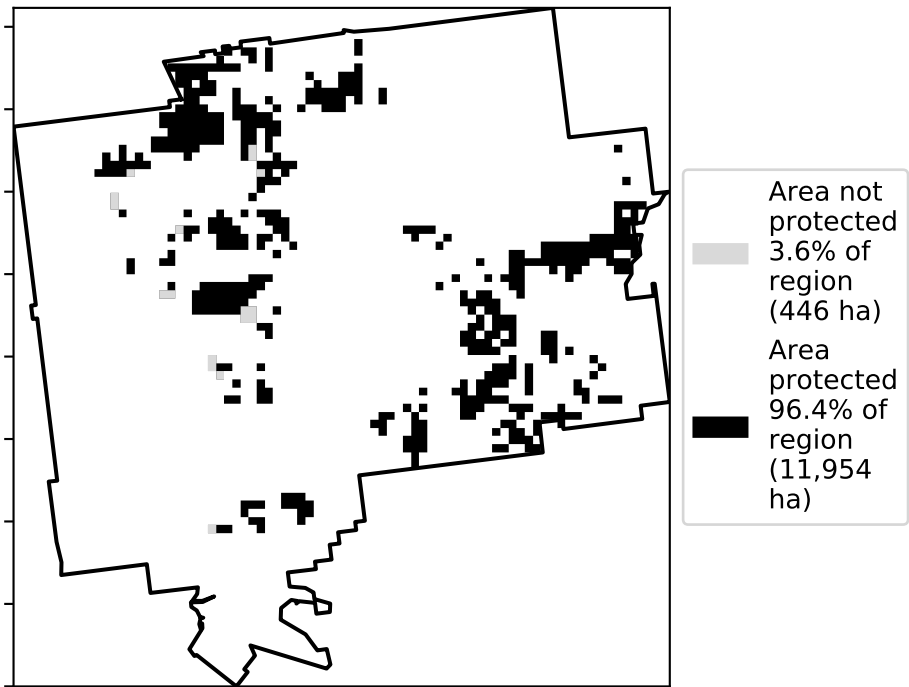 Area not
protected
3.6% of
region
(446 ha)
Area
protected
96.4% of
region
(11,954
ha)